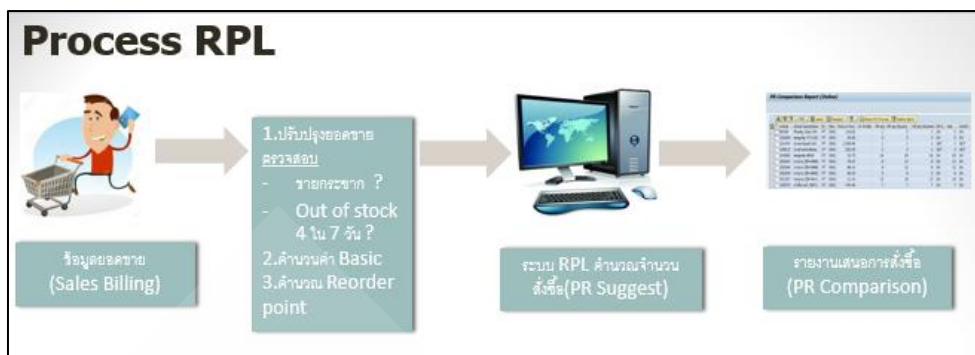 Process RPL
ข้อมูลยอดขาย
(Sales Billing)
1.ปรับปรุงยอดขาย
ตรวจสอบ
- ขายกระชาก ?
- Out of stock
4 ใน 7 วัน ?
2.คำนวนค่า Basic
3.คำนวณ Reorder
point
ระบบ RPL คำนวณจำนวน
สั่งซื้อ(PR Suggest)
PR Comparison Report (Online)
รายงานเสนอการสั่งซื้อ
(PR Comparison)